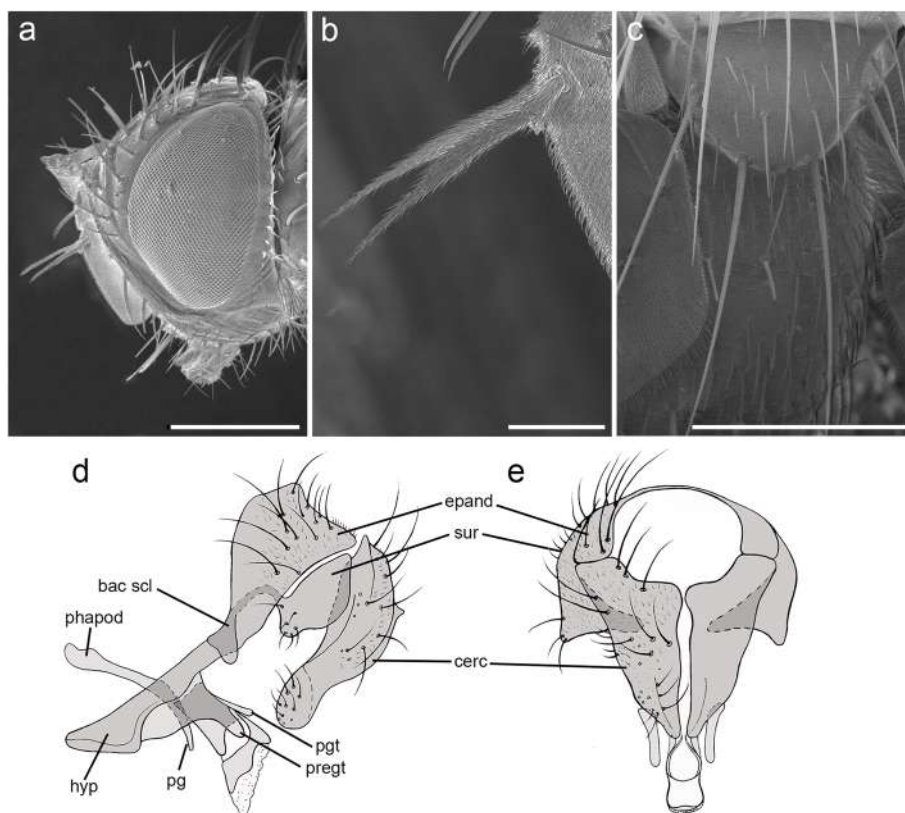 a
b
c
d
e
epand
sur
bac scl
phapod
cerc
pgt
pregt
hyp
pg